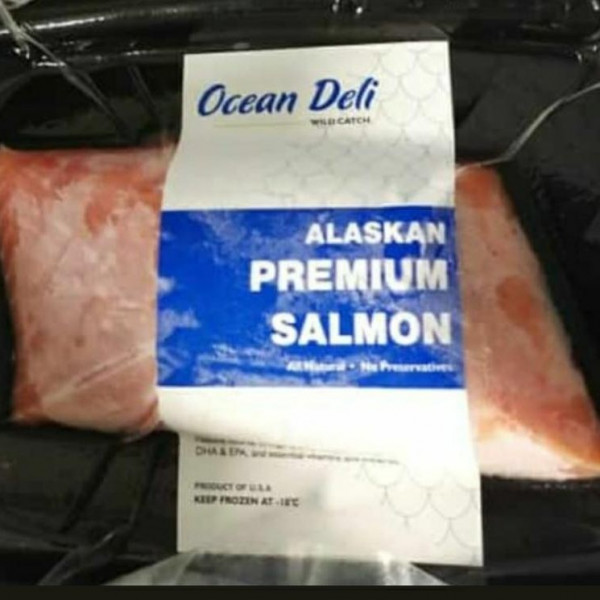 Ocean Deli
WILD CATCH
ALASKAN
PREMIUM
SALMON
All Natural • No Preservatives
DHA & EPA, and essential vitamins and minerals.
PRODUCT OF U.S.A
KEEP FROZEN AT -18°C